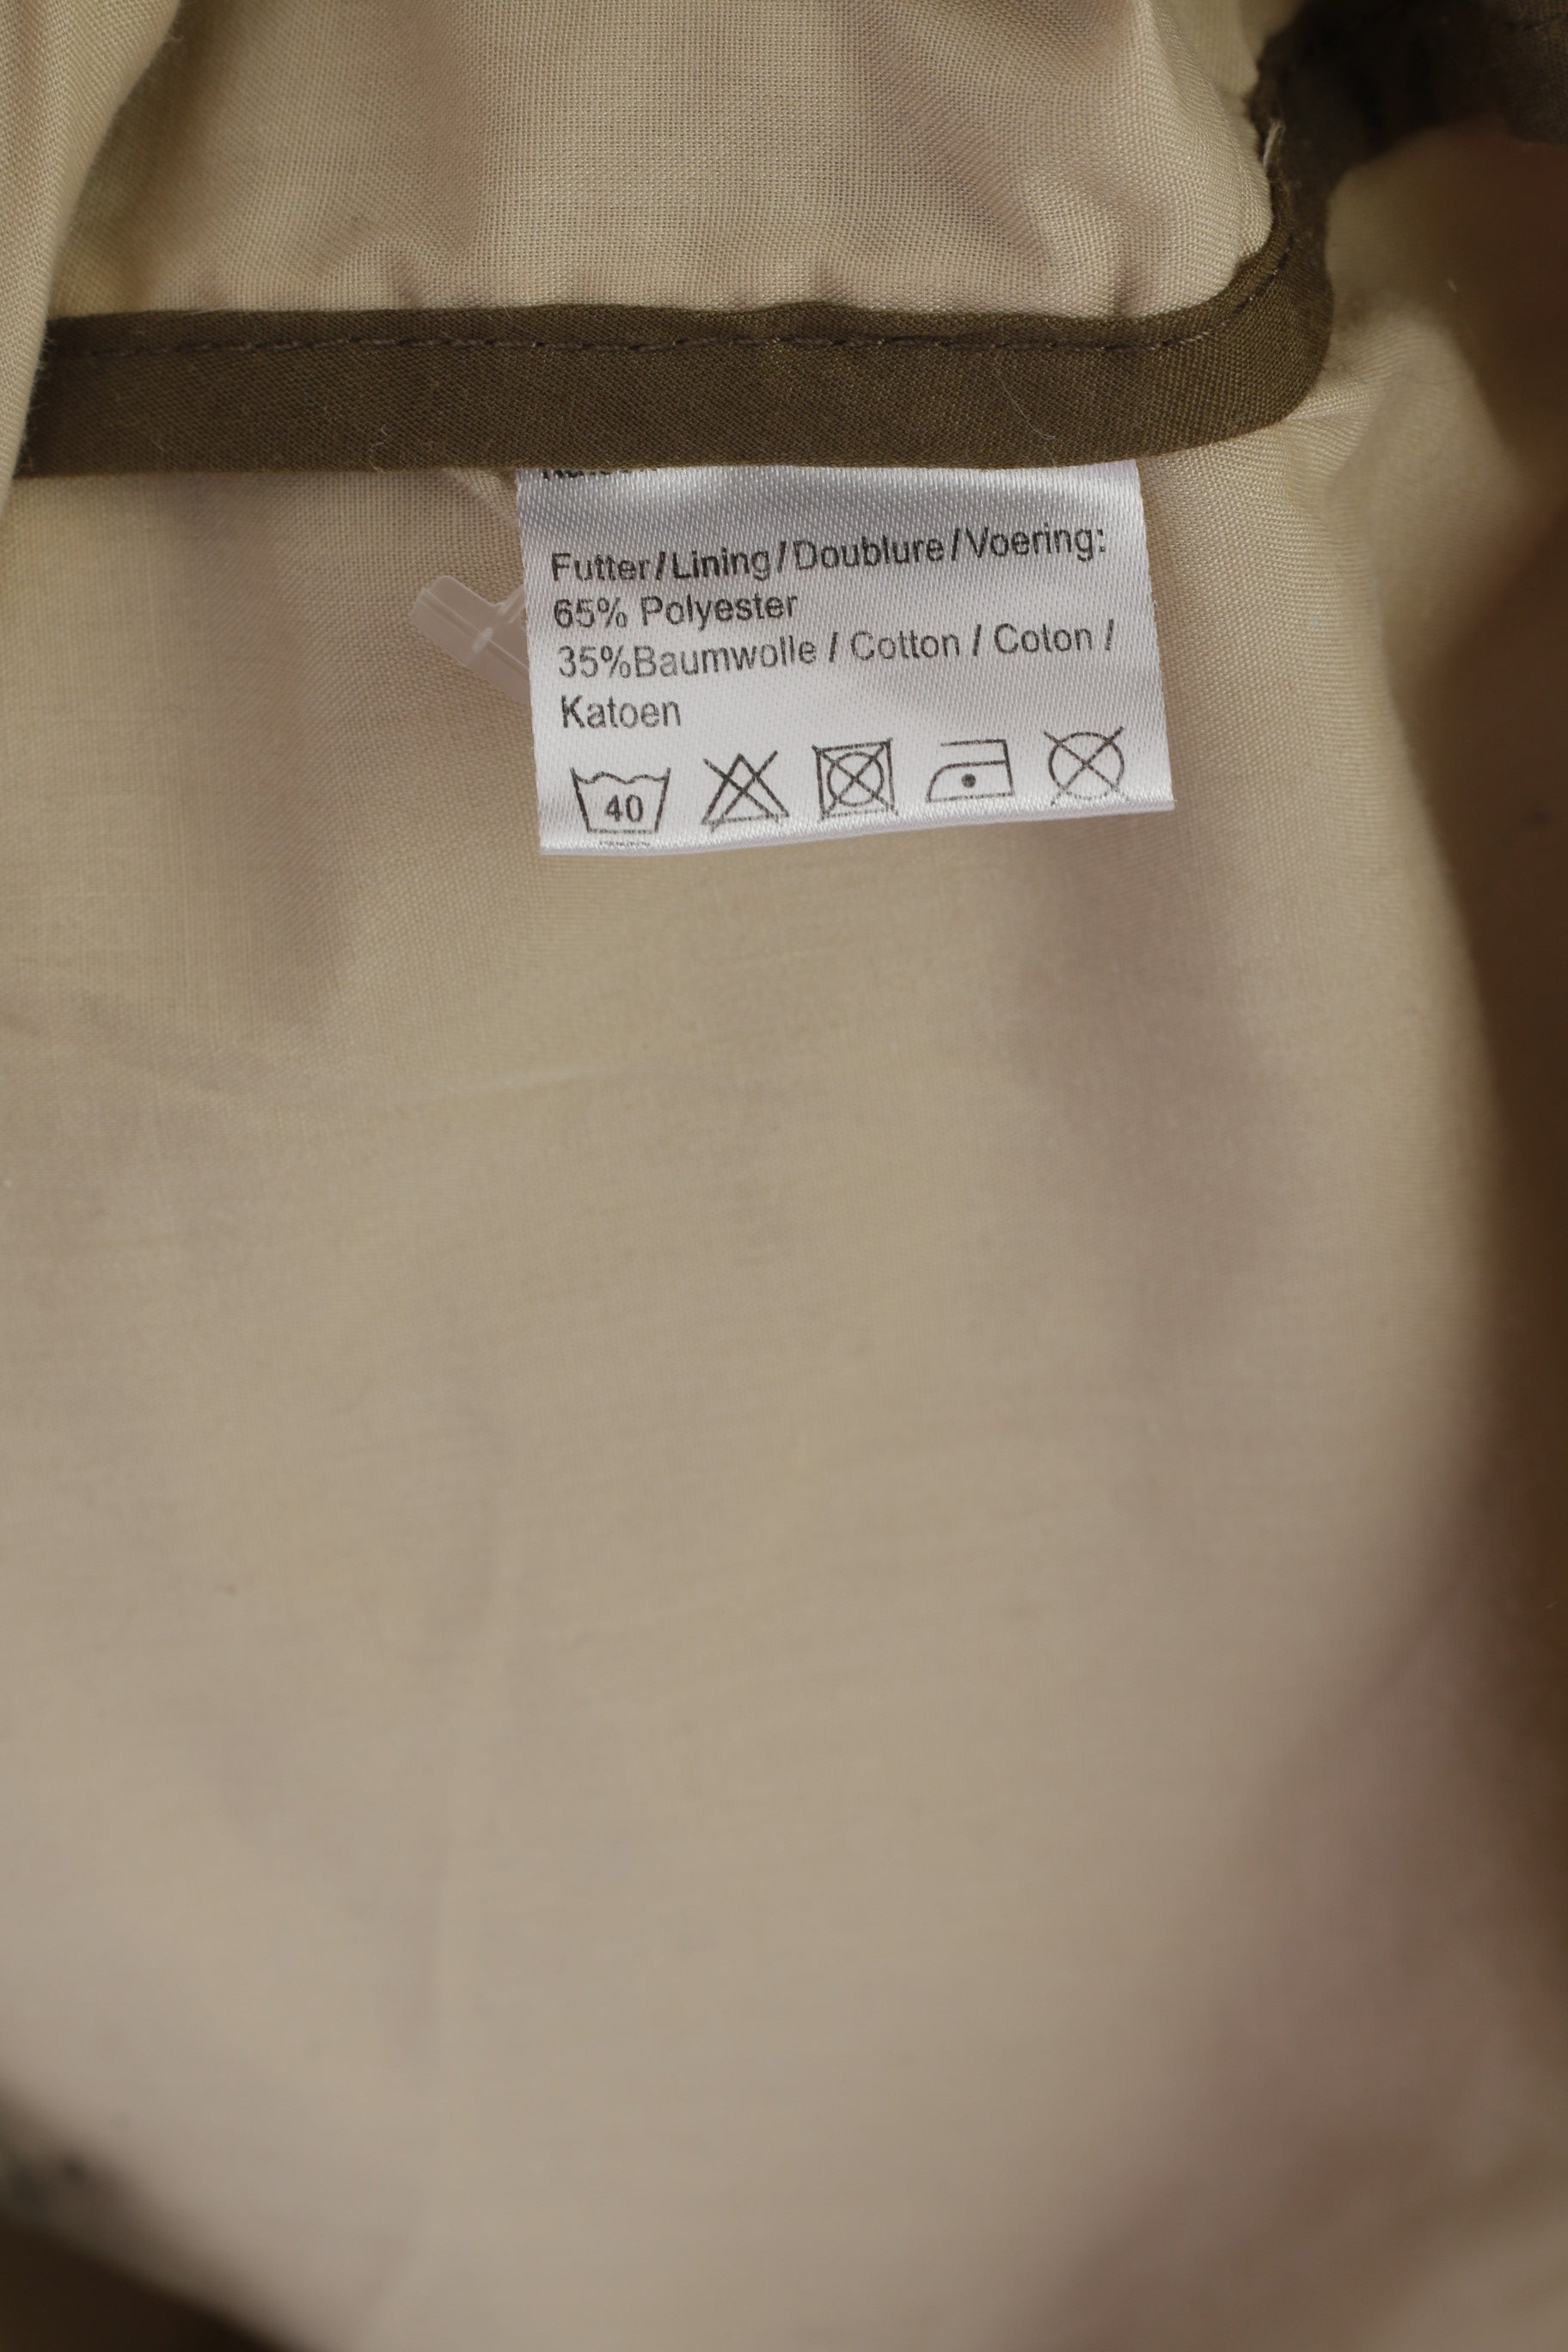 Futter/Lining/Doublure/Voering:
65% Polyester
35%Baumwolle / Cotton / Coton /
Katoen
40